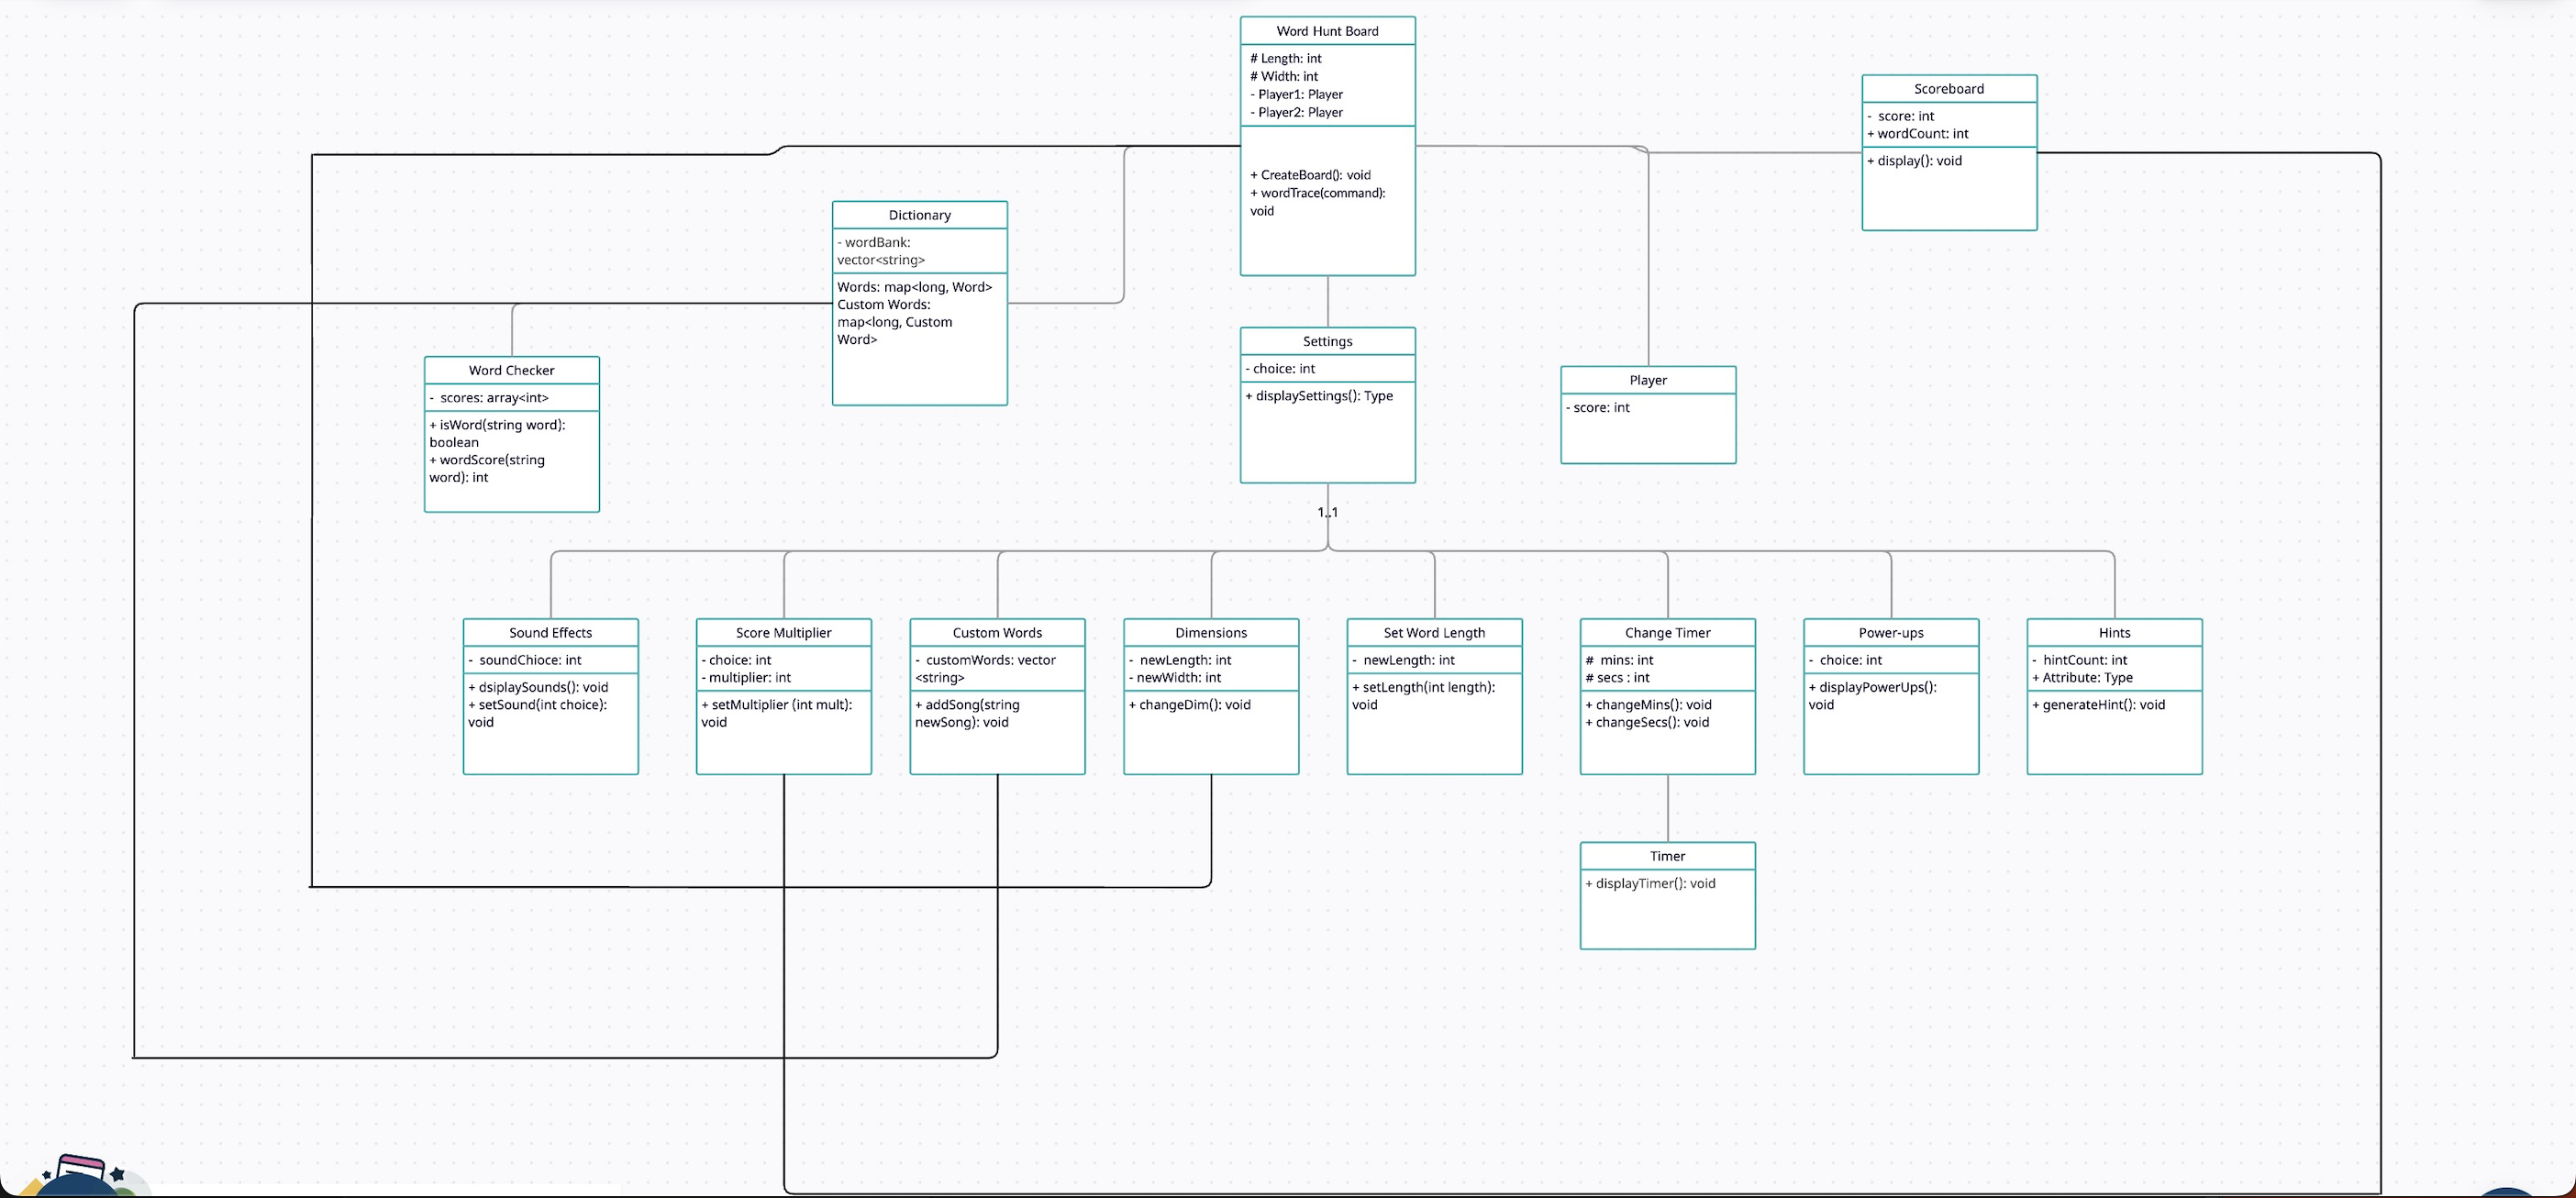 Word Hunt Board
# Length: int
# Width: int
- Player1: Player
- Player2: Player
+ CreateBoard(): void
+ wordTrace(command):
void
Scoreboard
- score: int
+ wordCount: int
+ display(): void
Dictionary
- wordBank:
vector<string>
Words: map<long, Word>
Custom Words:
map<long, Custom
Word>
Word Checker
- scores: array<int>
+ isWord(string word):
boolean
+ wordScore(string
word): int
Settings
- choice: int
+ displaySettings(): Type
Player
- score: int
1..1
Sound Effects
- soundChioce: int
+ dsiplaySounds(): void
+ setSound(int choice):
void
Score Multiplier
- choice: int
- multiplier: int
+ setMultiplier (int mult):
void
Custom Words
- customWords: vector
<string>
+ addSong(string
newSong): void
Dimensions
- newLength: int
- newWidth: int
+ changeDim(): void
Set Word Length
- newLength: int
+ setLength(int length):
void
Change Timer
# mins: int
# secs : int
+ changeMins(): void
+ changeSecs(): void
Power-ups
- choice: int
+ displayPowerUps():
void
Hints
- hintCount: int
+ Attribute: Type
+ generateHint(): void
Timer
+ displayTimer(): void